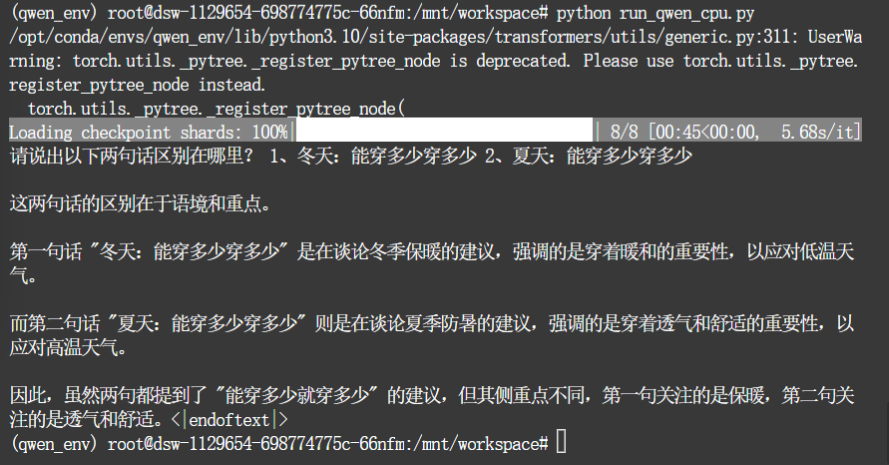 (qwen_env) root@dsw-1129654-698774775c-66nfm:/mnt/workspace# python run_qwen_cpu.py
/opt/conda/envs/qwen_env/lib/python3.10/site-packages/transformers/utils/generic.py:311: UserWa
rning: torch.utils._pytree._register_pytree_node is deprecated. Please use torch.utils._pytree.
register_pytree_node instead.
  torch.utils._pytree._register_pytree_node(
Loading checkpoint shards: 100%| | 8/8 [00:45<00:00,  5.68s/it]
请说出以下两句话区别在哪里? 1、冬天:能穿多少穿多少 2、夏天:能穿多少穿多少
这两句话的区别在于语境和重点。
第一句话 "冬天:能穿多少穿多少" 是在谈论冬季保暖的建议,强调的是穿着暖和的重要性,以应对低温天
气。
而第二句话 "夏天:能穿多少穿多少" 则是在谈论夏季防暑的建议,强调的是穿着透气和舒适的重要性,以
应对高温天气。
因此,虽然两句都提到了 "能穿多少就穿多少" 的建议,但其侧重点不同,第一句关注的是保暖,第二句关
注的是透气和舒适。<|endoftext|>
(qwen_env) root@dsw-1129654-698774775c-66nfm:/mnt/workspace#